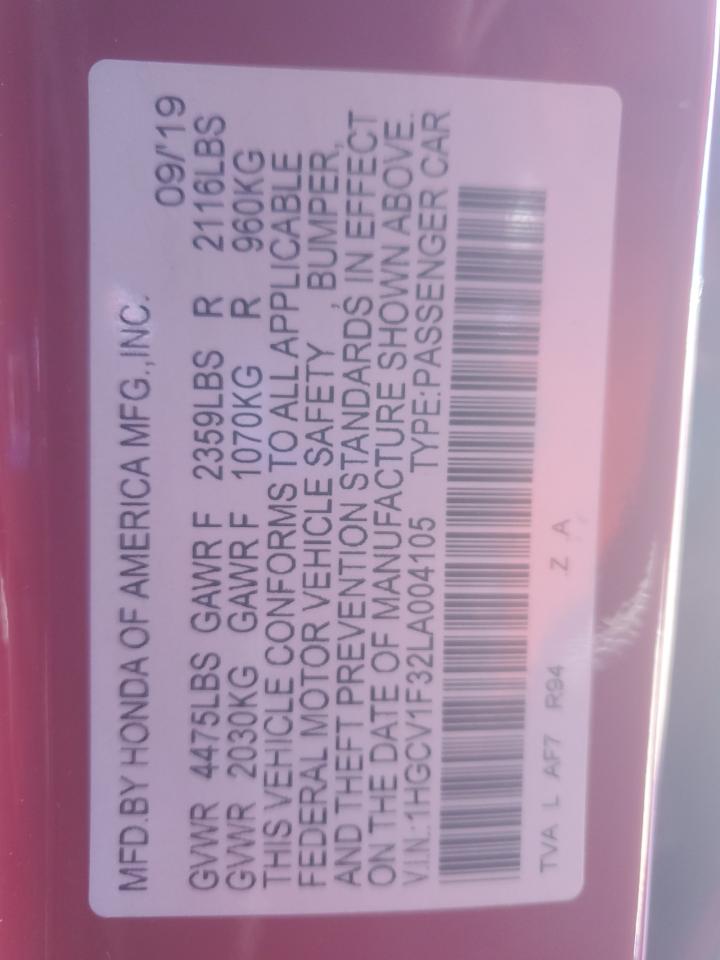 MFD.BY HONDA OF AMERICA MFG.,INC.
09/'19
GVWR 4475LBS GAWR F 2359LBS R 2116LBS
GVWR 2030KG GAWR F 1070KG R 960KG
THIS VEHICLE CONFORMS TO ALL APPLICABLE
FEDERAL MOTOR VEHICLE SAFETY , BUMPER,
AND THEFT PREVENTION STANDARDS IN EFFECT
ON THE DATE OF MANUFACTURE SHOWN ABOVE.
V.I.N.:1HGCV1F32LA004105 TYPE:PASSENGER CAR
TVA L AF7 R94 Z A